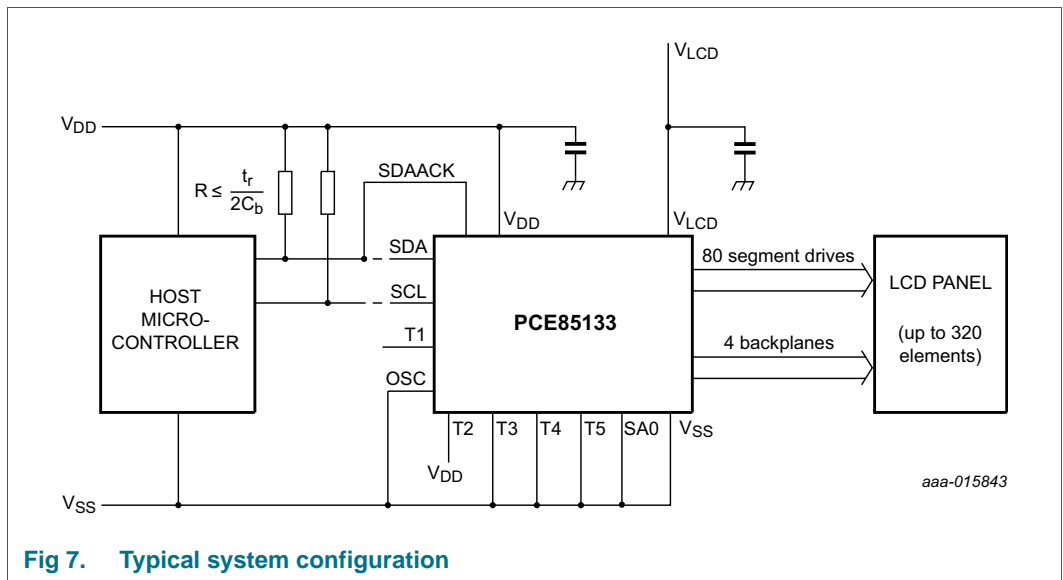 VLCD
VDD
SDAACK
R ≤ tr
2Cb
VDD
VLCD
HOST
MICRO-
CONTROLLER
SDA
SCL
T1
OSC
PCE85133
80 segment drives
4 backplanes
LCD PANEL
(up to 320
elements)
T2
T3
T4
T5
SA0
VSS
VDD
VSS
aaa-015843
Fig 7. Typical system configuration